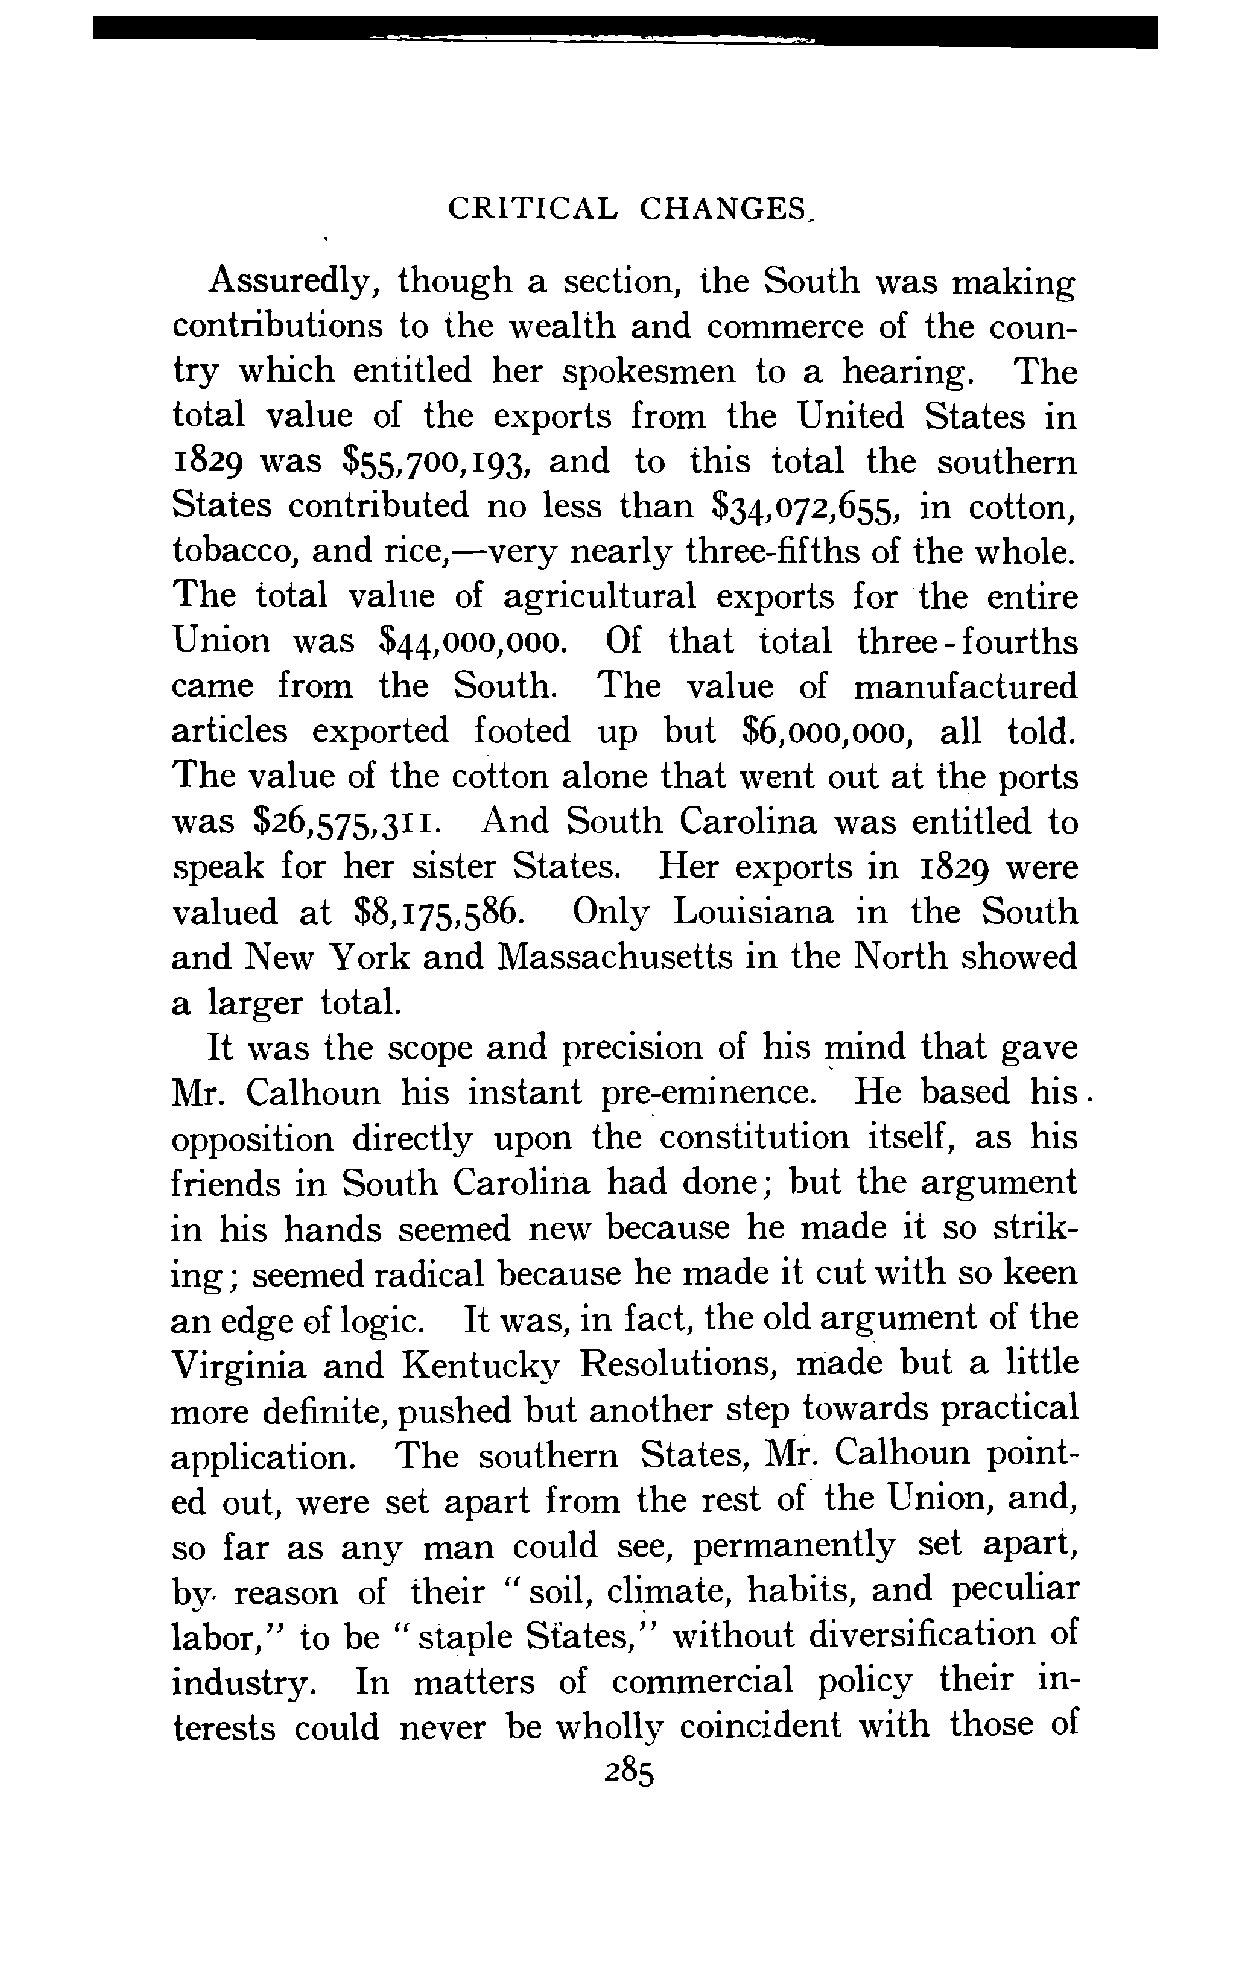 CRITICAL CHANGES
Assuredly, though a section, the South was making
contributions to the wealth and commerce of the coun-
try which entitled her spokesmen to a hearing. The
total value of the exports from the United States in
1829 was $55,700,193, and to this total the southern
States contributed no less than $34,072,655, in cotton,
tobacco, and rice,—very nearly three-fifths of the whole.
The total value of agricultural exports for the entire
Union was $44,000,000. Of that total three-fourths
came from the South. The value of manufactured
articles exported footed up but $6,000,000, all told.
The value of the cotton alone that went out at the ports
was $26,575,311. And South Carolina was entitled to
speak for her sister States. Her exports in 1829 were
valued at $8,175,586. Only Louisiana in the South
and New York and Massachusetts in the North showed
a larger total.
It was the scope and precision of his mind that gave
Mr. Calhoun his instant pre-eminence. He based his
opposition directly upon the constitution itself, as his
friends in South Carolina had done; but the argument
in his hands seemed new because he made it so strik-
ing; seemed radical because he made it cut with so keen
an edge of logic. It was, in fact, the old argument of the
Virginia and Kentucky Resolutions, made but a little
more definite, pushed but another step towards practical
application. The southern States, Mr. Calhoun point-
ed out, were set apart from the rest of the Union, and,
so far as any man could see, permanently set apart,
by reason of their "soil, climate, habits, and peculiar
labor," to be "staple States," without diversification of
industry. In matters of commercial policy their in-
terests could never be wholly coincident with those of
285